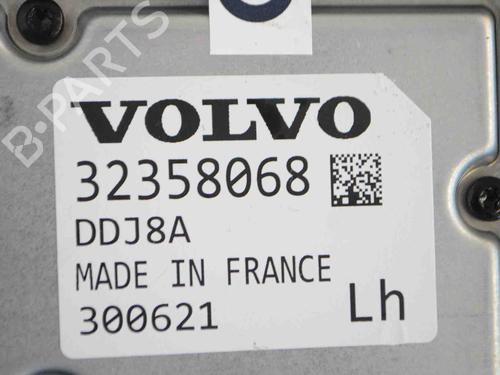 B-PARTS
VOLVO
32358068
DDJ8A
MADE IN FRANCE
300621
Lh